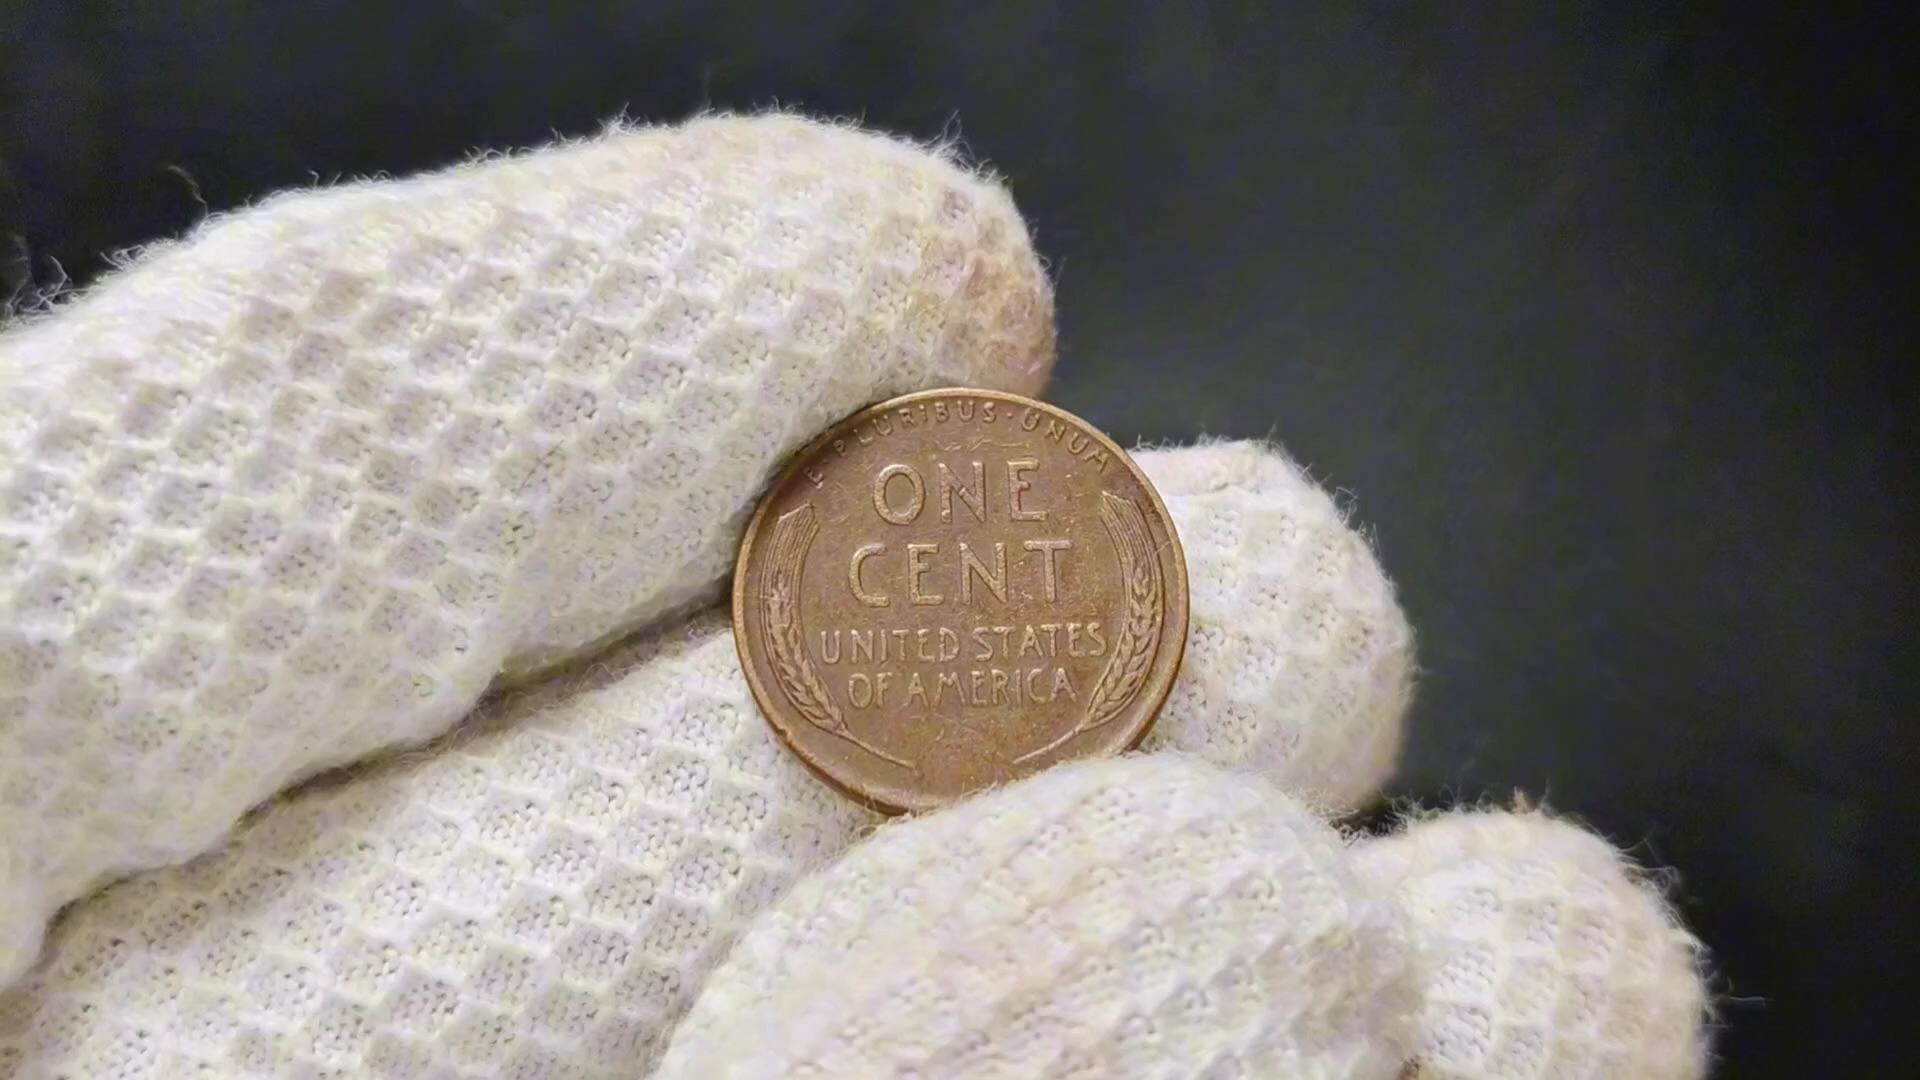 E PLURIBUS · UNUM
ONE
CENT
UNITED STATES
OF AMERICA